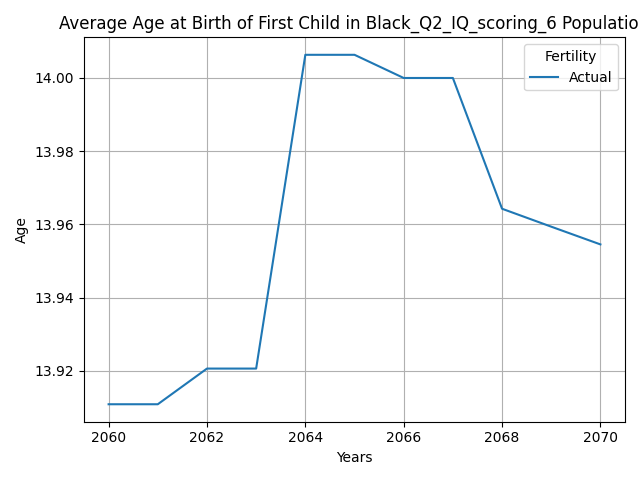 Average Age at Birth of First Child in Black_Q2_IQ_scoring_6 Populatio
Fertility
Actual
14.00
13.98
13.96
13.94
13.92
Age
2060 2062 2064 2066 2068 2070
Years